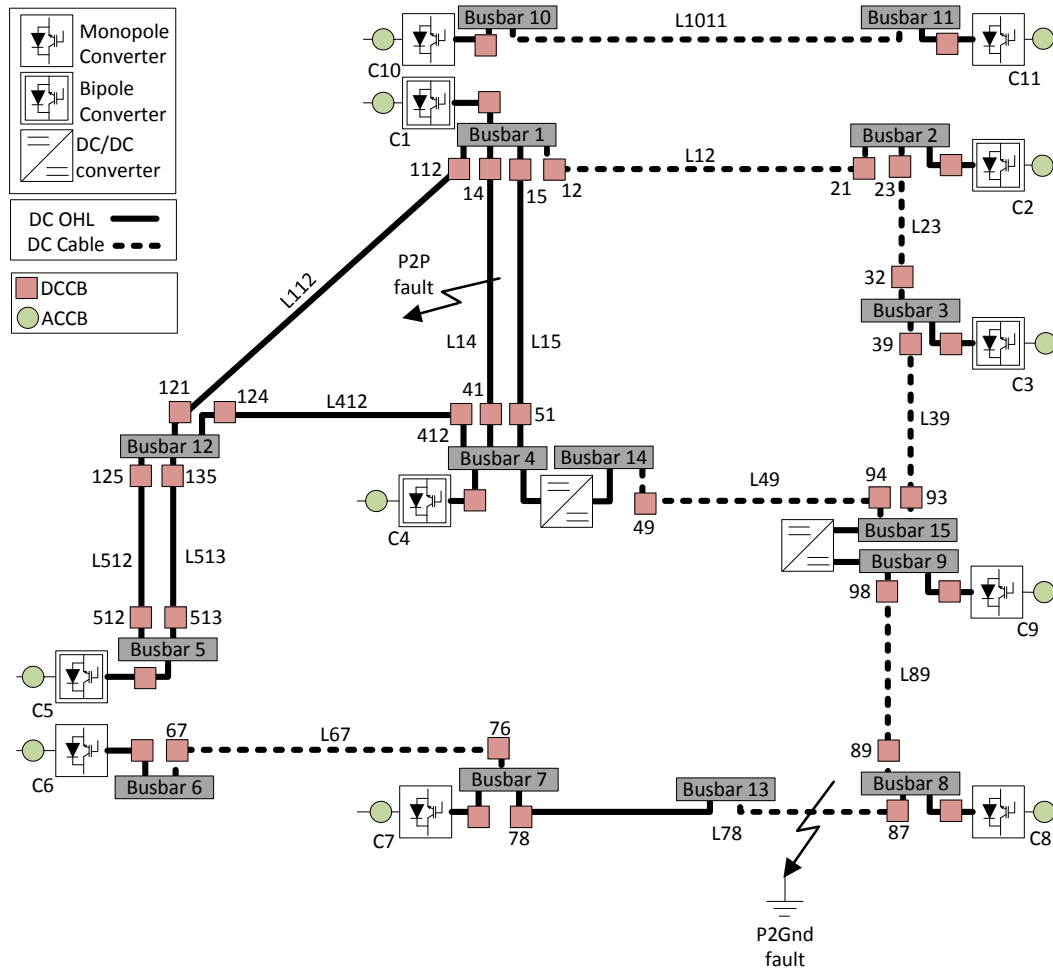 Monopole
Converter
Bipole
Converter
DC/DC
converter
DC OHL
DC Cable
DCCB
ACCB
Busbar 10
L1011
Busbar 11
C10
C11
C1
Busbar 1
Busbar 2
112
14
15
12
L12
21
23
C2
L23
P2P
fault
L112
32
Busbar 3
39
C3
L14
L15
121
124
L412
41
51
412
L39
Busbar 12
Busbar 4
Busbar 14
125
135
L49
94
93
49
C4
Busbar 15
L512
L513
Busbar 9
98
C9
512
513
Busbar 5
L89
C5
67
L67
76
89
C6
Busbar 6
Busbar 7
Busbar 13
Busbar 8
C7
78
L78
87
C8
P2Gnd
fault